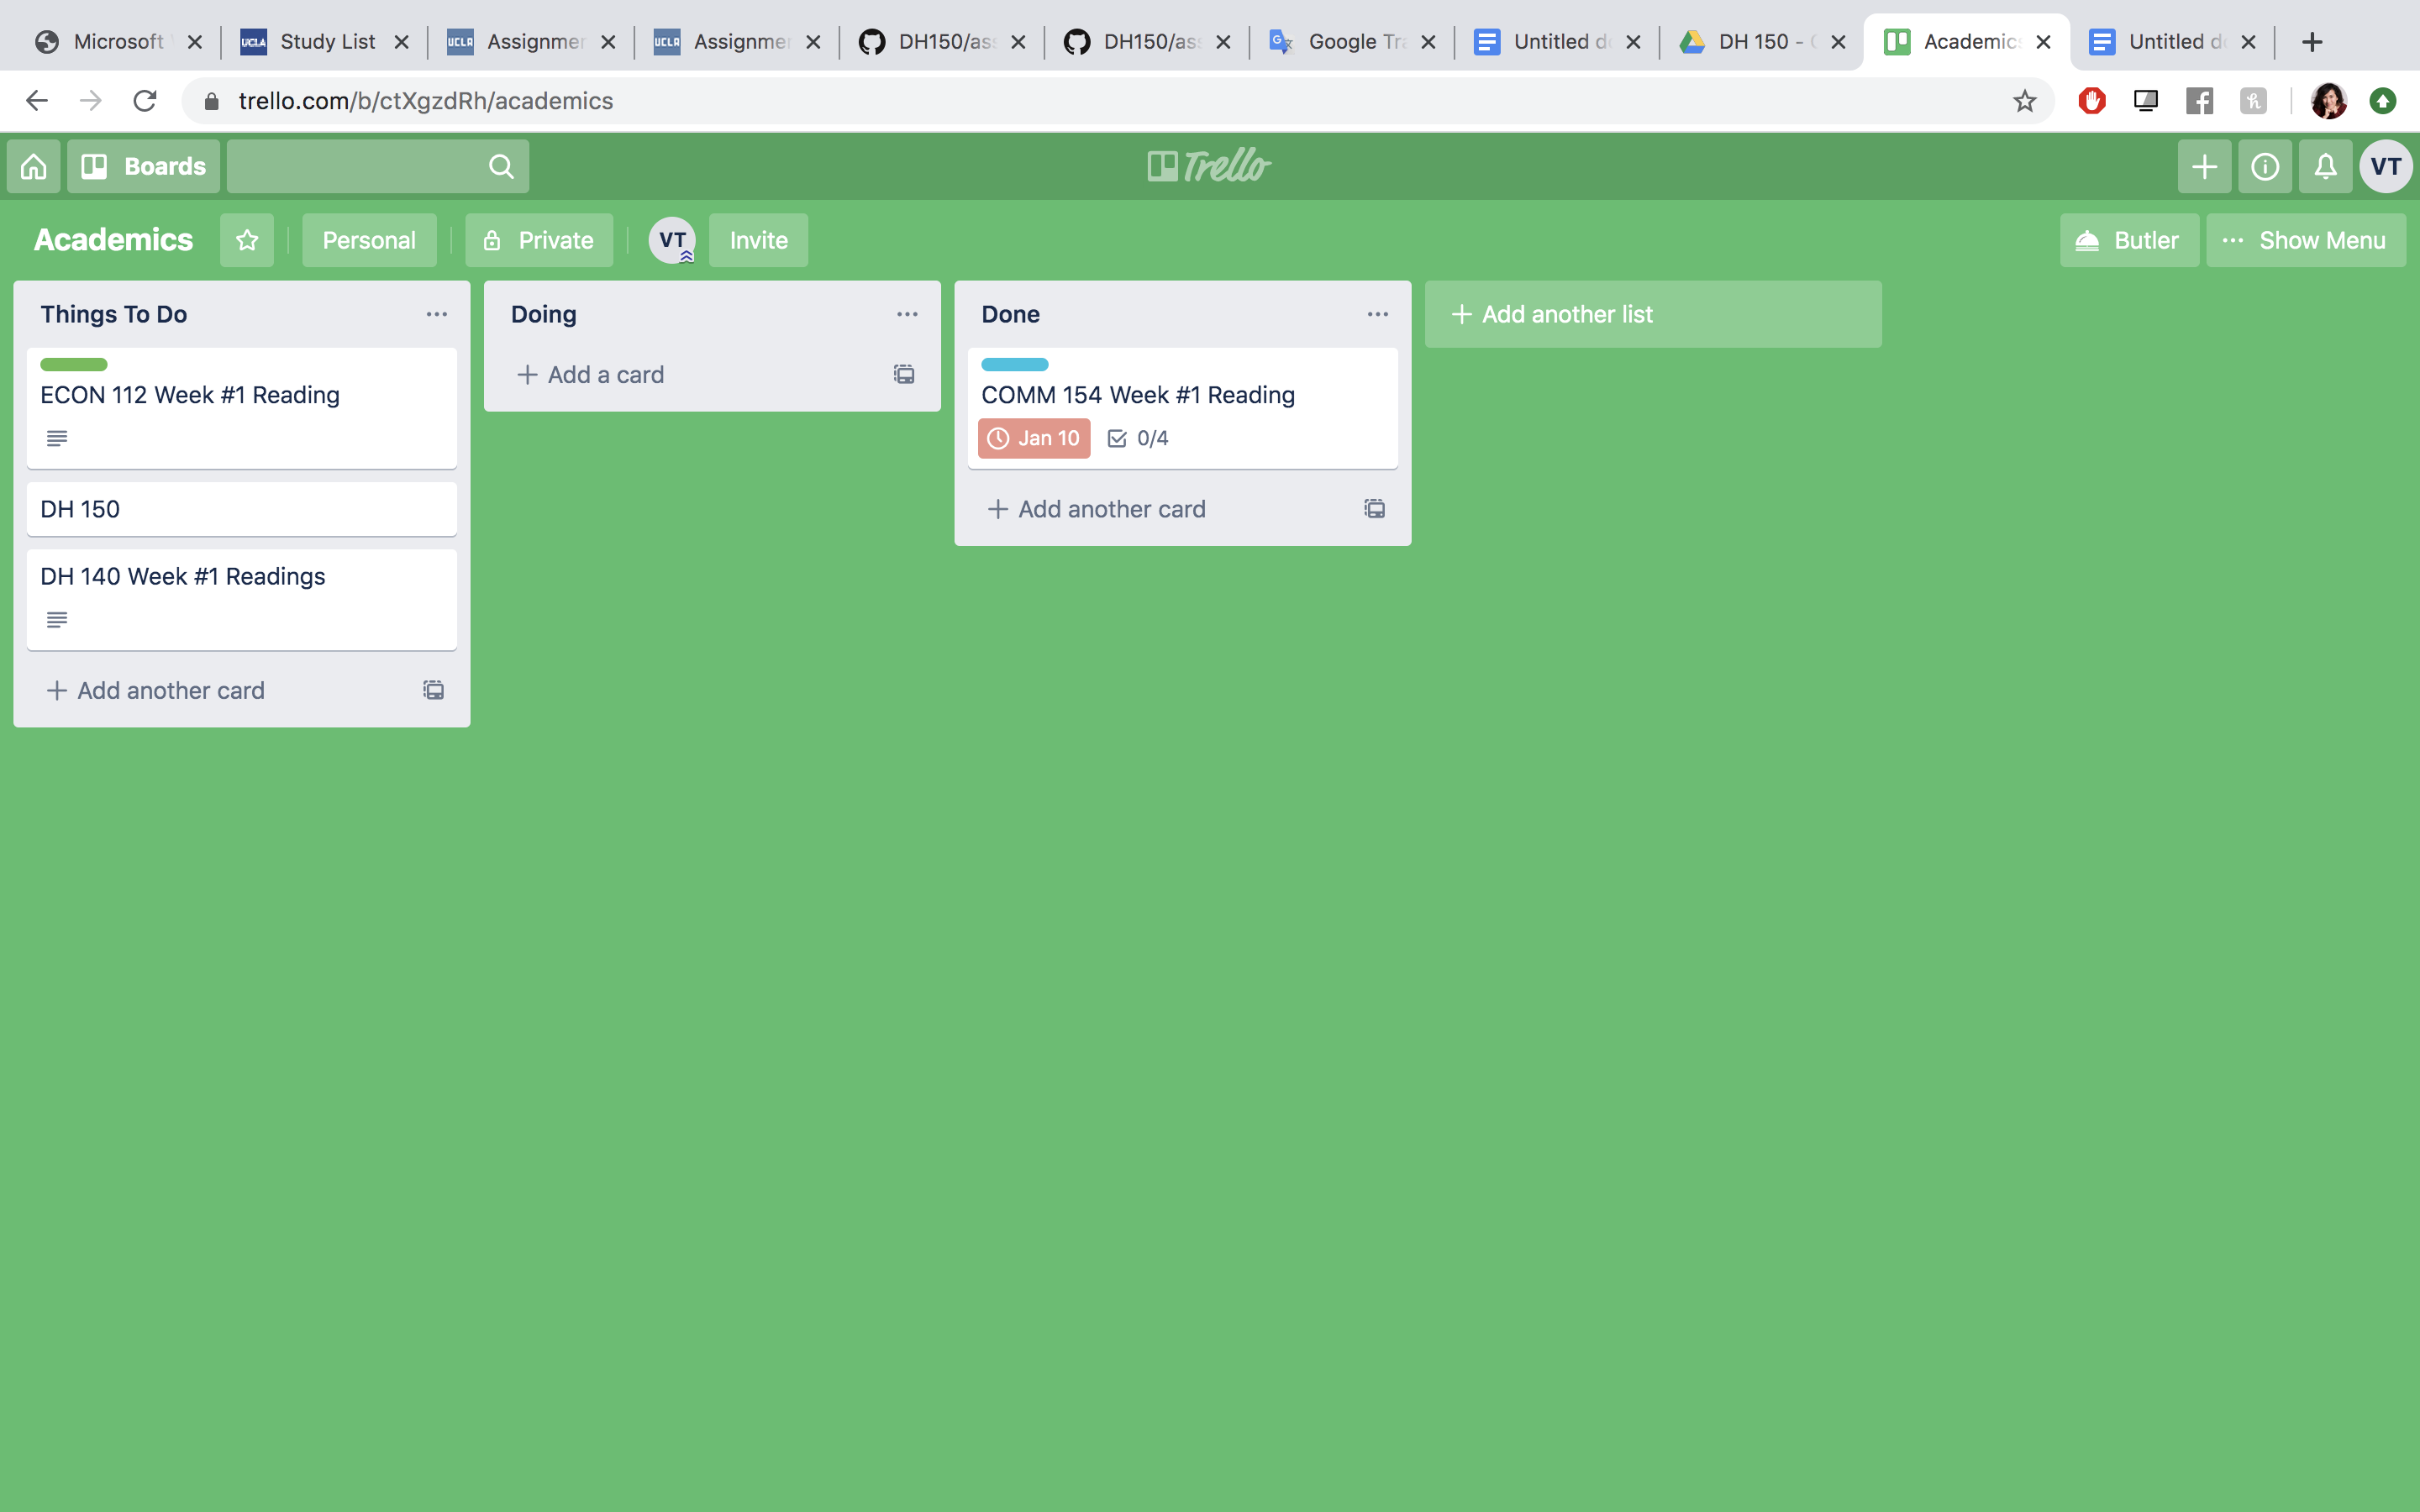 Microsoft Study List Assignmer Assignmer DH150/as DH150/as Google Tra Untitled d DH 150 - Academic Untitled d
trello.com/b/ctXgzdRh/academics
Boards Trello VT
Academics Personal Private VT Invite Butler Show Menu
Things To Do
ECON 112 Week #1 Reading
DH 150
DH 140 Week #1 Readings
Add another card
Doing
Add a card
Done
COMM 154 Week #1 Reading
Jan 10 0/4
Add another card
Add another list